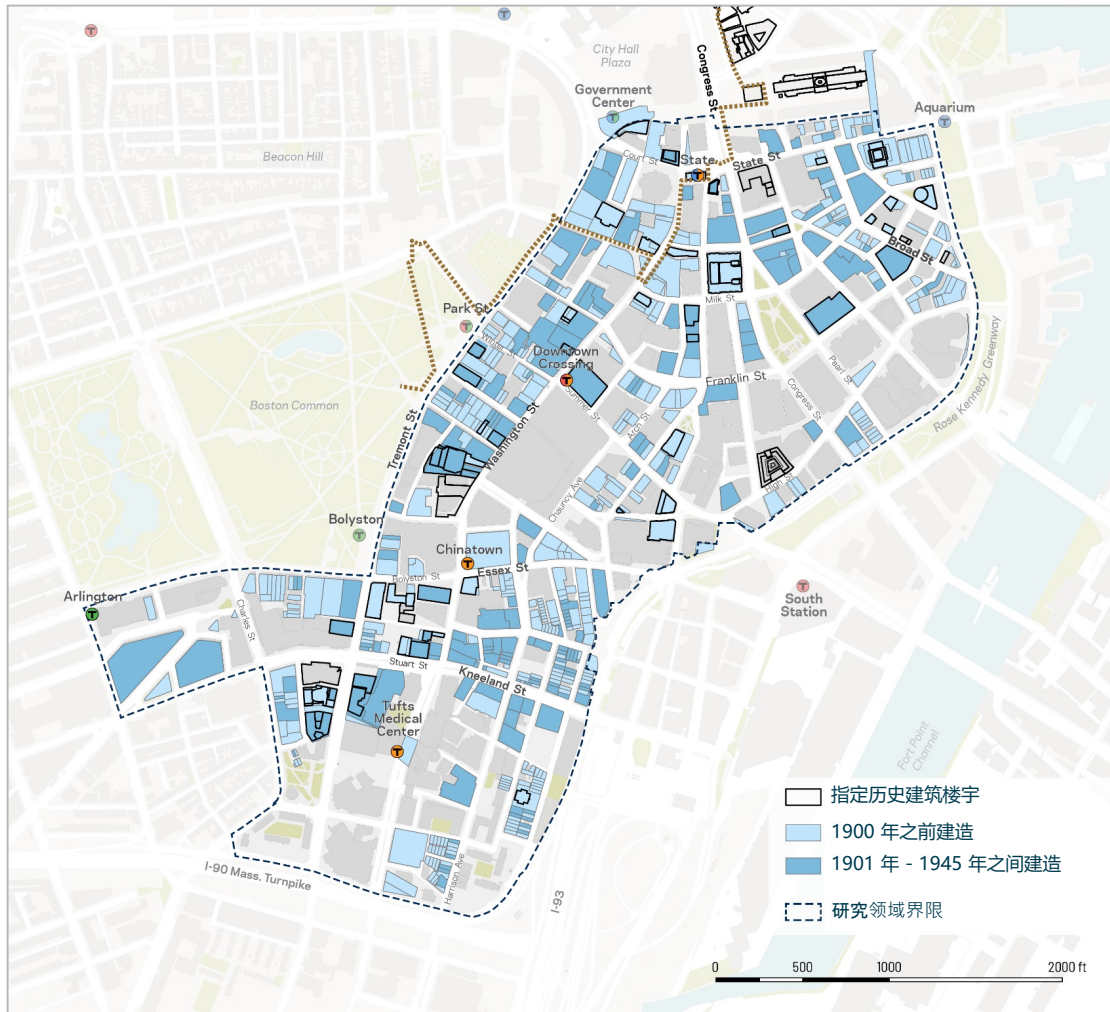 City Hall
Plaza
Congress St
Government
Center
Aquarium
Beacon Hill
Court St
State
State St
Broad St
Park St
Milk St
Winter St
Downtown
Crossing
Franklin St
Pearl St
Congress St
Rose Kennedy Greenway
Boston Common
Summer St
Arch St
Tremont St
Washington St
High St
Chauncy Ave
Bolyston
Chinatown
Essex St
Bolyston St
Arlington
Charles St
South
Station
Stuart St
Kneeland St
Tufts
Medical
Center
Fort Point
Channel
I-90 Mass. Turnpike
Harrison Ave
I-93
指定历史建筑楼宇
1900 年之前建造
1901 年 - 1945 年之间建造
研究领域界限
0 500 1000 2000 ft
T
T
T
T
T
T
T
T
T
T
T
T